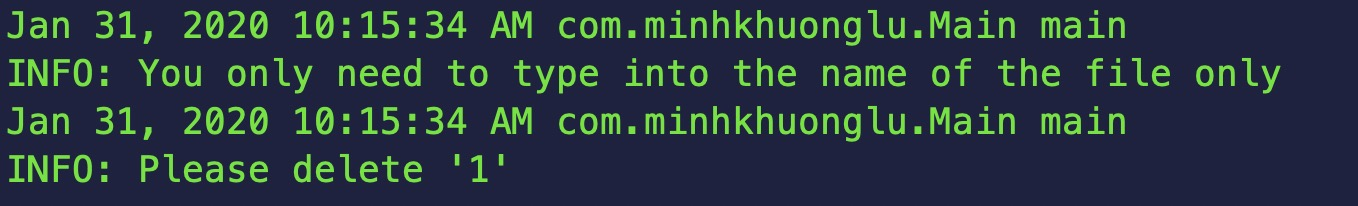 Jan 31, 2020 10:15:34 AM com.minhkhuonglu.Main main
INFO: You only need to type into the name of the file only
Jan 31, 2020 10:15:34 AM com.minhkhuonglu.Main main
INFO: Please delete '1'